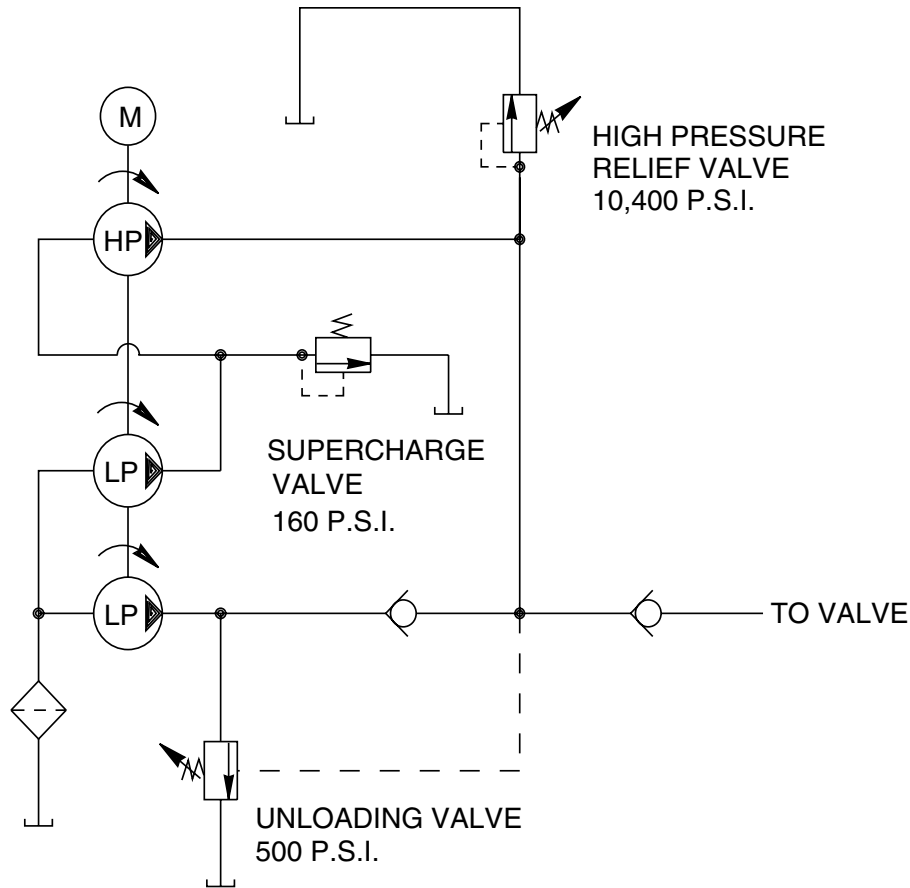 M
HIGH PRESSURE
RELIEF VALVE
10,400 P.S.I.
HP
SUPERCHARGE
VALVE
160 P.S.I.
LP
LP
TO VALVE
UNLOADING VALVE
500 P.S.I.